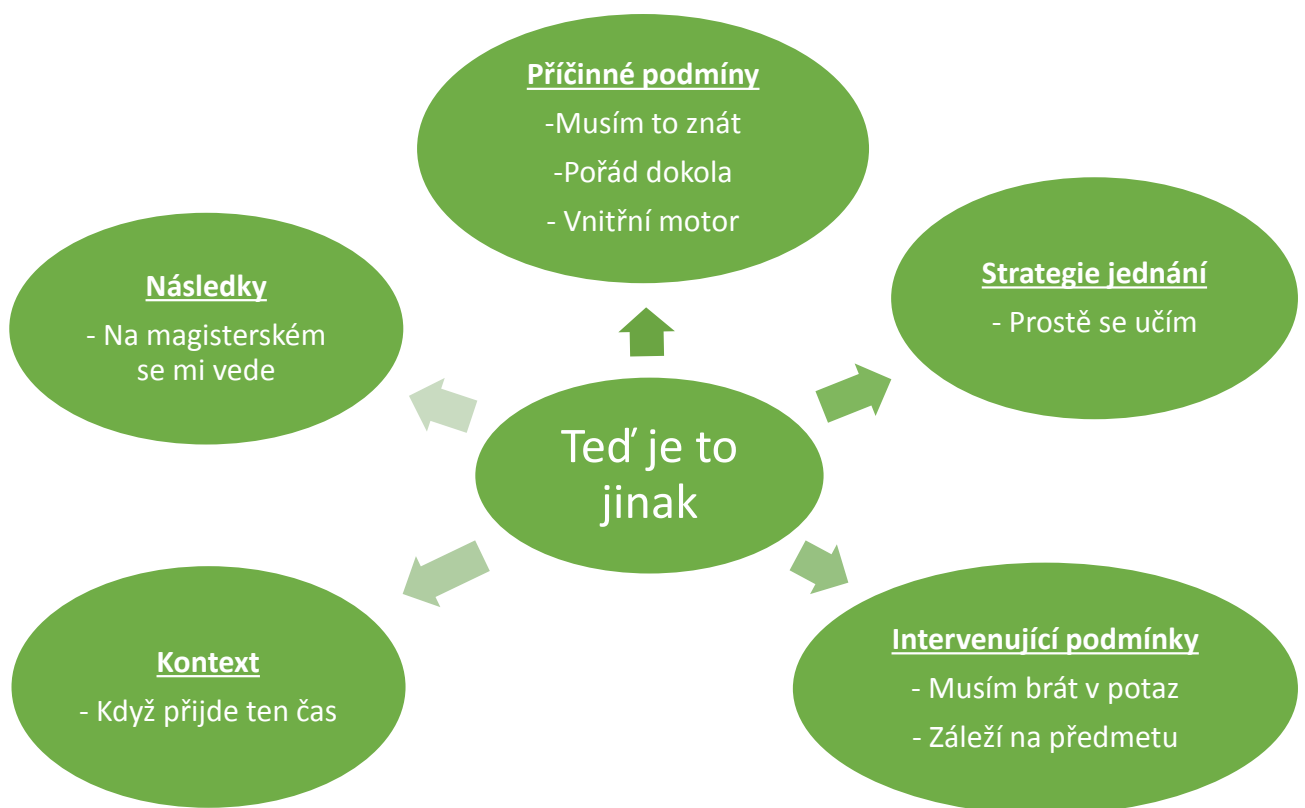 Příčinné podmíny
-Musím to znát
-Pořád dokola
- Vnitřní motor
Strategie jednání
- Prostě se učím
Následky
- Na magisterském
se mi vede
Teď je to
jinak
Kontext
- Když přijde ten čas
Intervenující podmínky
- Musím brát v potaz
- Záleží na předmetu